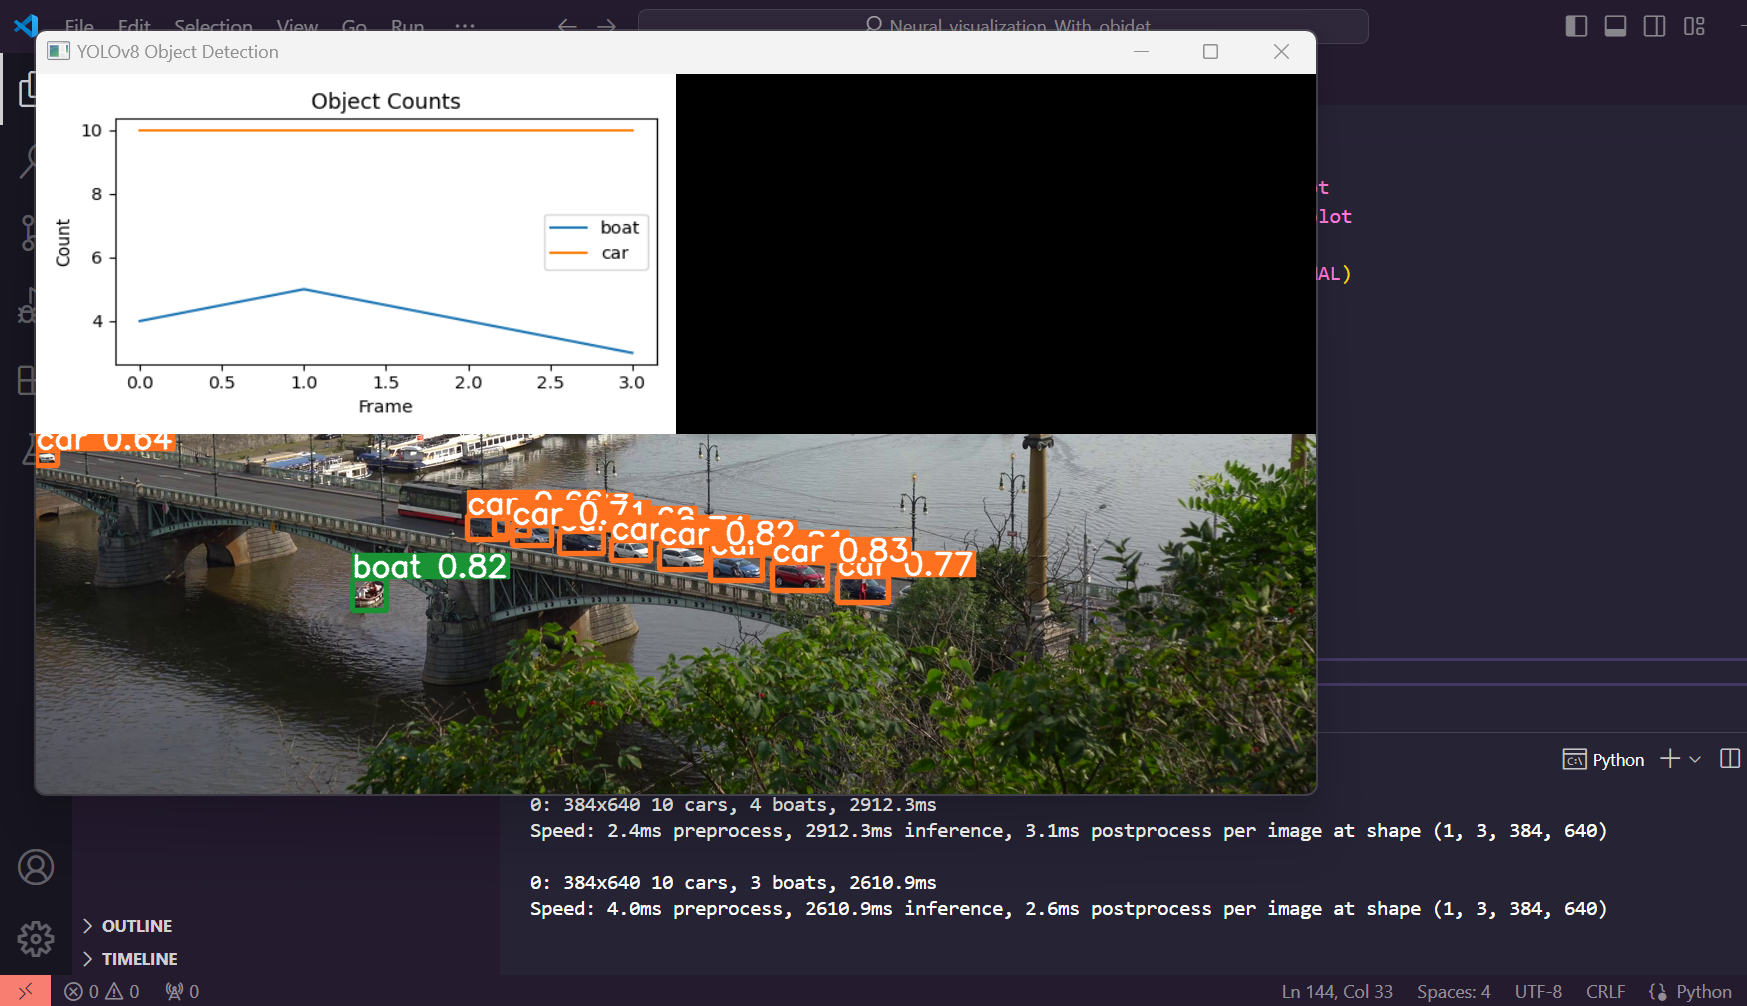 File Edit Selection View Go Run ···
Neural_visualization_With_objdet
YOLOv8 Object Detection
Object Counts
10
8
6
4
Count
boat
car
0.0 0.5 1.0 1.5 2.0 2.5 3.0
Frame
lot
AL)
car 0.64
car
car 0.71
car
car 0.82
car 0.83
car 0.77
boat 0.82
Python
0: 384x640 10 cars, 4 boats, 2912.3ms
Speed: 2.4ms preprocess, 2912.3ms inference, 3.1ms postprocess per image at shape (1, 3, 384, 640)
0: 384x640 10 cars, 3 boats, 2610.9ms
Speed: 4.0ms preprocess, 2610.9ms inference, 2.6ms postprocess per image at shape (1, 3, 384, 640)
OUTLINE
TIMELINE
0 0 0
Ln 144, Col 33 Spaces: 4 UTF-8 CRLF Python